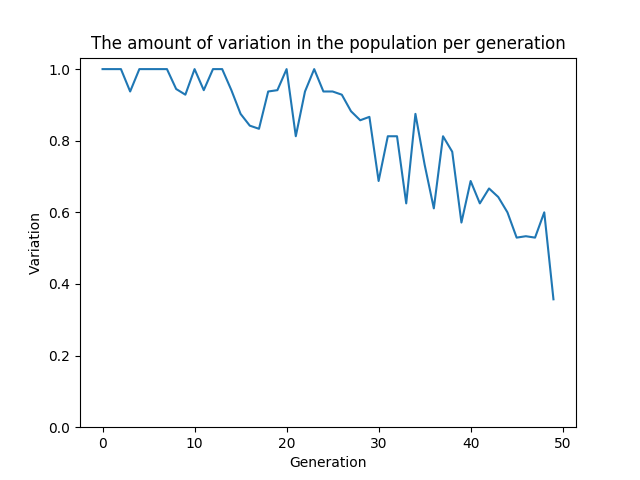 The amount of variation in the population per generation
1.0
0.8
0.6
0.4
0.2
0.0
Variation
0 10 20 30 40 50
Generation